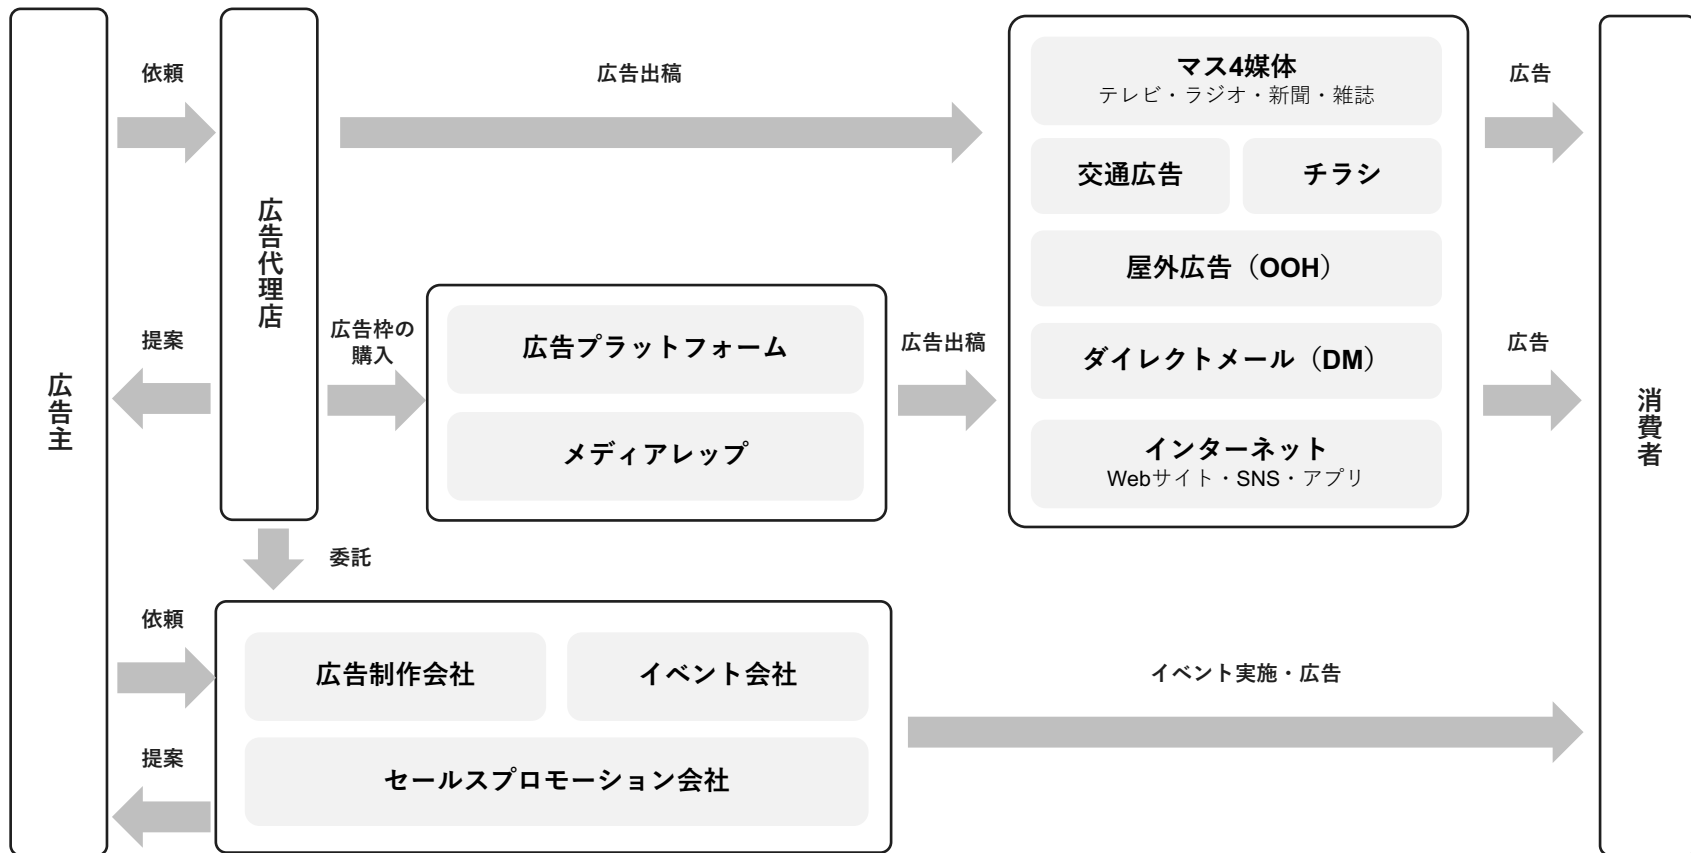 依頼
広告出稿
マス4媒体
テレビ・ラジオ・新聞・雑誌
広告
交通広告
チラシ
広告代理店
屋外広告（OOH）
提案
広告枠の
購入
広告プラットフォーム
広告出稿
ダイレクトメール（DM）
広告
広告主
メディアレップ
インターネット
Webサイト・SNS・アプリ
消費者
委託
依頼
広告制作会社
イベント会社
イベント実施・広告
提案
セールスプロモーション会社